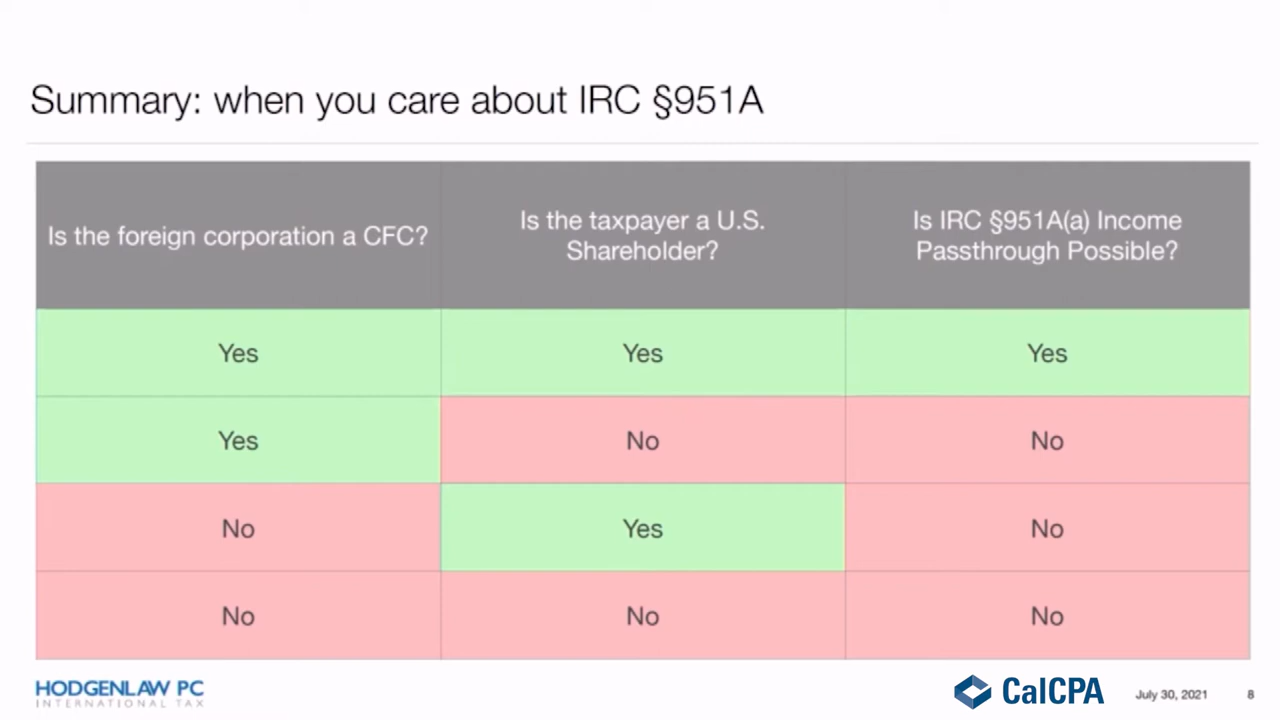 Summary: when you care about IRC §951A
Is the foreign corporation a CFC?
Is the taxpayer a U.S.
Shareholder?
Is IRC §951A(a) Income
Passthrough Possible?
Yes
Yes
Yes
Yes
No
No
No
Yes
No
No
No
No
HODGENLAW PC
INTERNATIONAL TAX
CalCPA
July 30, 2021
8